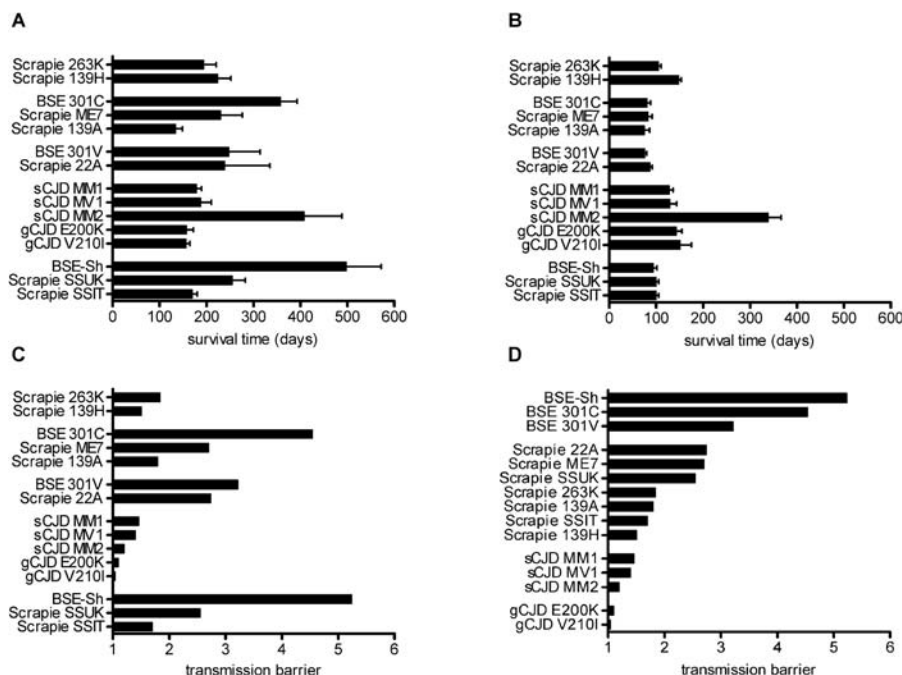 A
Scrapie 263K
Scrapie 139H
BSE 301C
Scrapie ME7
Scrapie 139A
BSE 301V
Scrapie 22A
sCJD MM1
sCJD MV1
sCJD MM2
gCJD E200K
gCJD V210I
BSE-Sh
Scrapie SSUK
Scrapie SSIT
0 100 200 300 400 500 600
survival time (days)
B
Scrapie 263K
Scrapie 139H
BSE 301C
Scrapie ME7
Scrapie 139A
BSE 301V
Scrapie 22A
sCJD MM1
sCJD MV1
sCJD MM2
gCJD E200K
gCJD V210I
BSE-Sh
Scrapie SSUK
Scrapie SSIT
0 100 200 300 400 500 600
survival time (days)
C
Scrapie 263K
Scrapie 139H
BSE 301C
Scrapie ME7
Scrapie 139A
BSE 301V
Scrapie 22A
sCJD MM1
sCJD MV1
sCJD MM2
gCJD E200K
gCJD V210I
BSE-Sh
Scrapie SSUK
Scrapie SSIT
1 2 3 4 5 6
transmission barrier
D
BSE-Sh
BSE 301C
BSE 301V
Scrapie 22A
Scrapie ME7
Scrapie SSUK
Scrapie 263K
Scrapie 139A
Scrapie SSIT
Scrapie 139H
sCJD MM1
sCJD MV1
sCJD MM2
gCJD E200K
gCJD V210I
1 2 3 4 5 6
transmission barrier